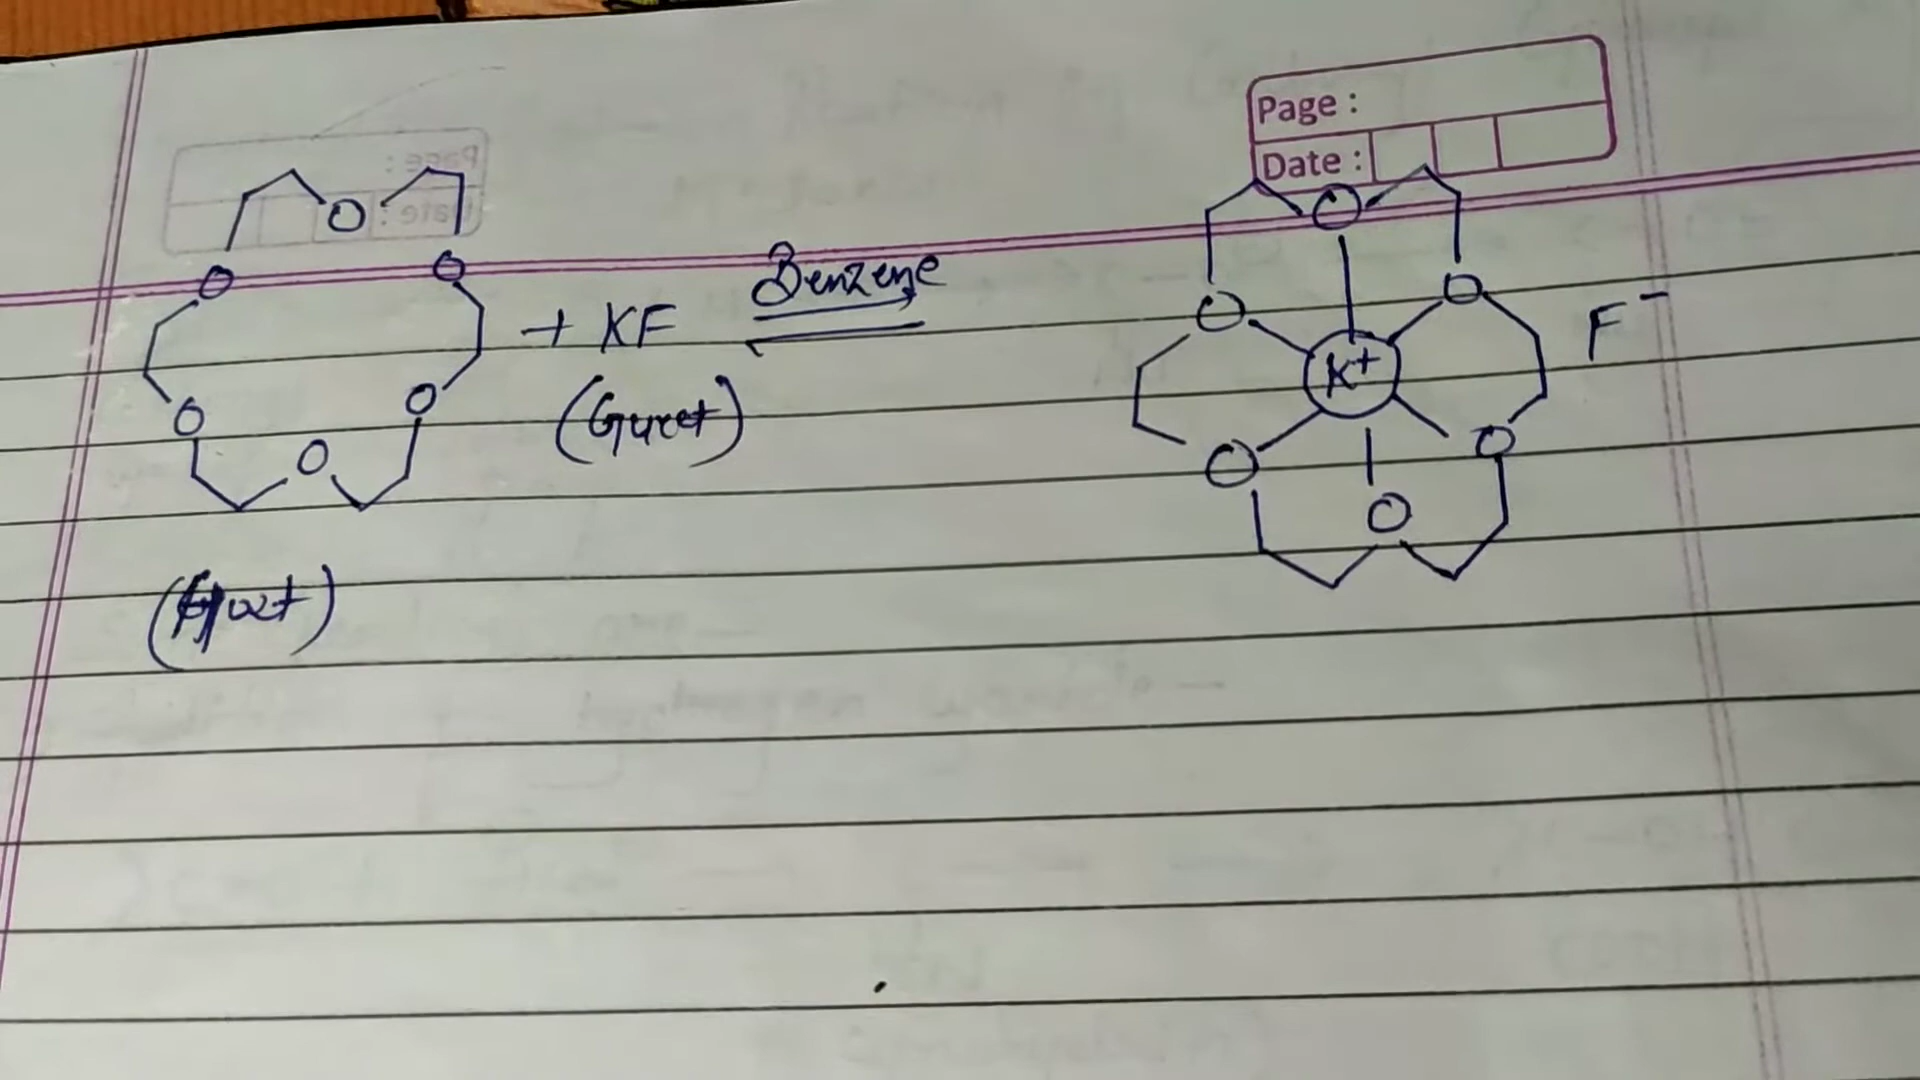 Page :
Date :
O
O O + KF Benzene ⇌ O O K+ O F⁻
O O (Guest) O O
O O
(Host)